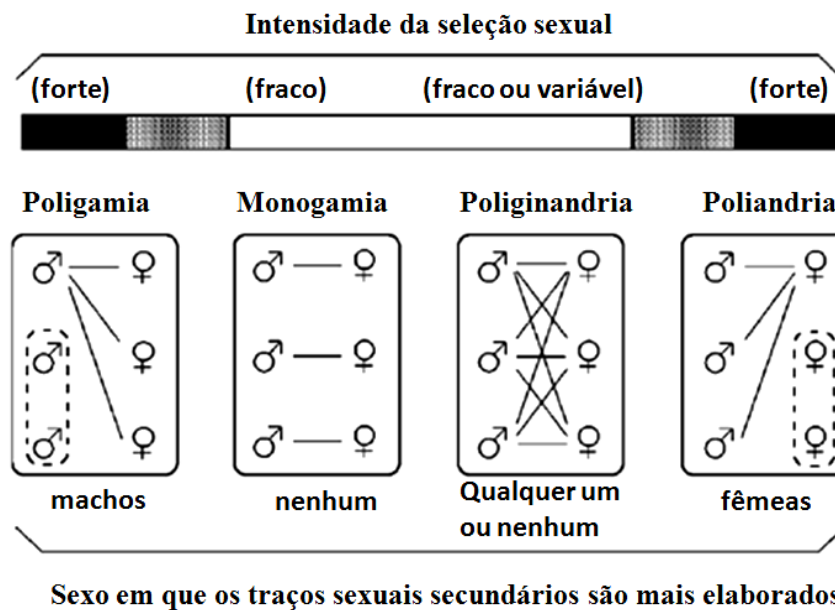 Intensidade da seleção sexual
(forte) (fraco) (fraco ou variável) (forte)
Poligamia Monogamia Poliginandria Poliandria
machos nenhum Qualquer um fêmeas
ou nenhum
Sexo em que os traços sexuais secundários são mais elaborados